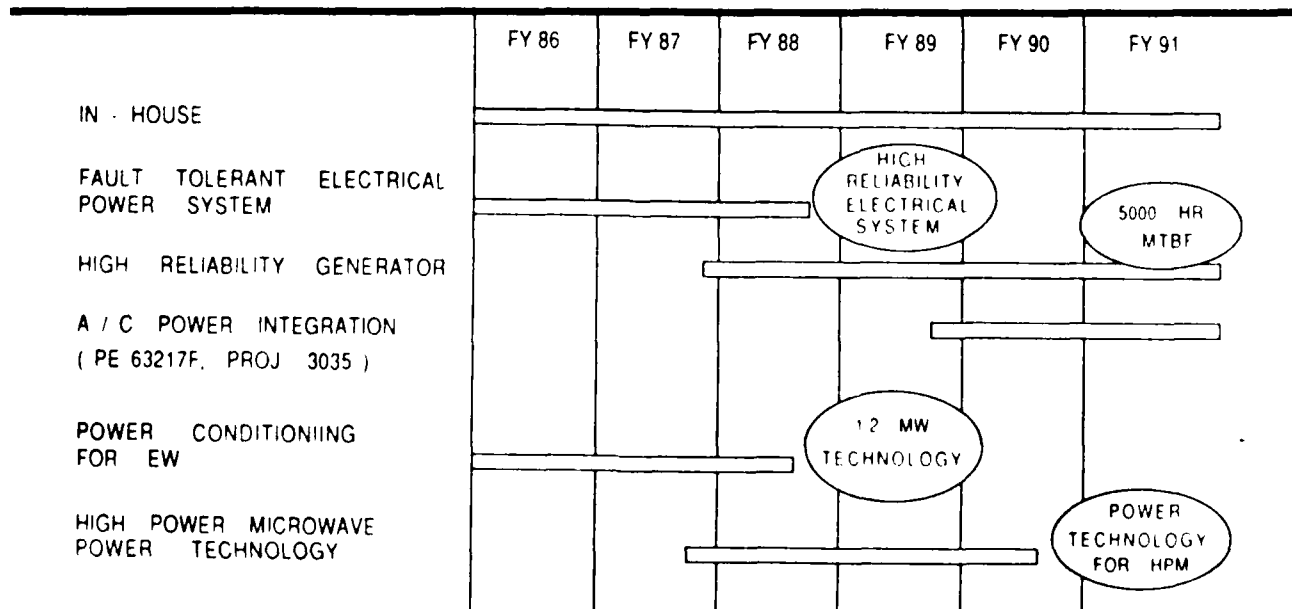 FY 86 FY 87 FY 88 FY 89 FY 90 FY 91
IN - HOUSE
FAULT TOLERANT ELECTRICAL
POWER SYSTEM
HIGH
RELIABILITY
ELECTRICAL
SYSTEM
5000 HR
MTBF
HIGH RELIABILITY GENERATOR
A / C POWER INTEGRATION
( PE 63217F, PROJ 3035 )
POWER CONDITIONIING
FOR EW
1.2 MW
TECHNOLOGY
HIGH POWER MICROWAVE
POWER TECHNOLOGY
POWER
TECHNOLOGY
FOR HPM